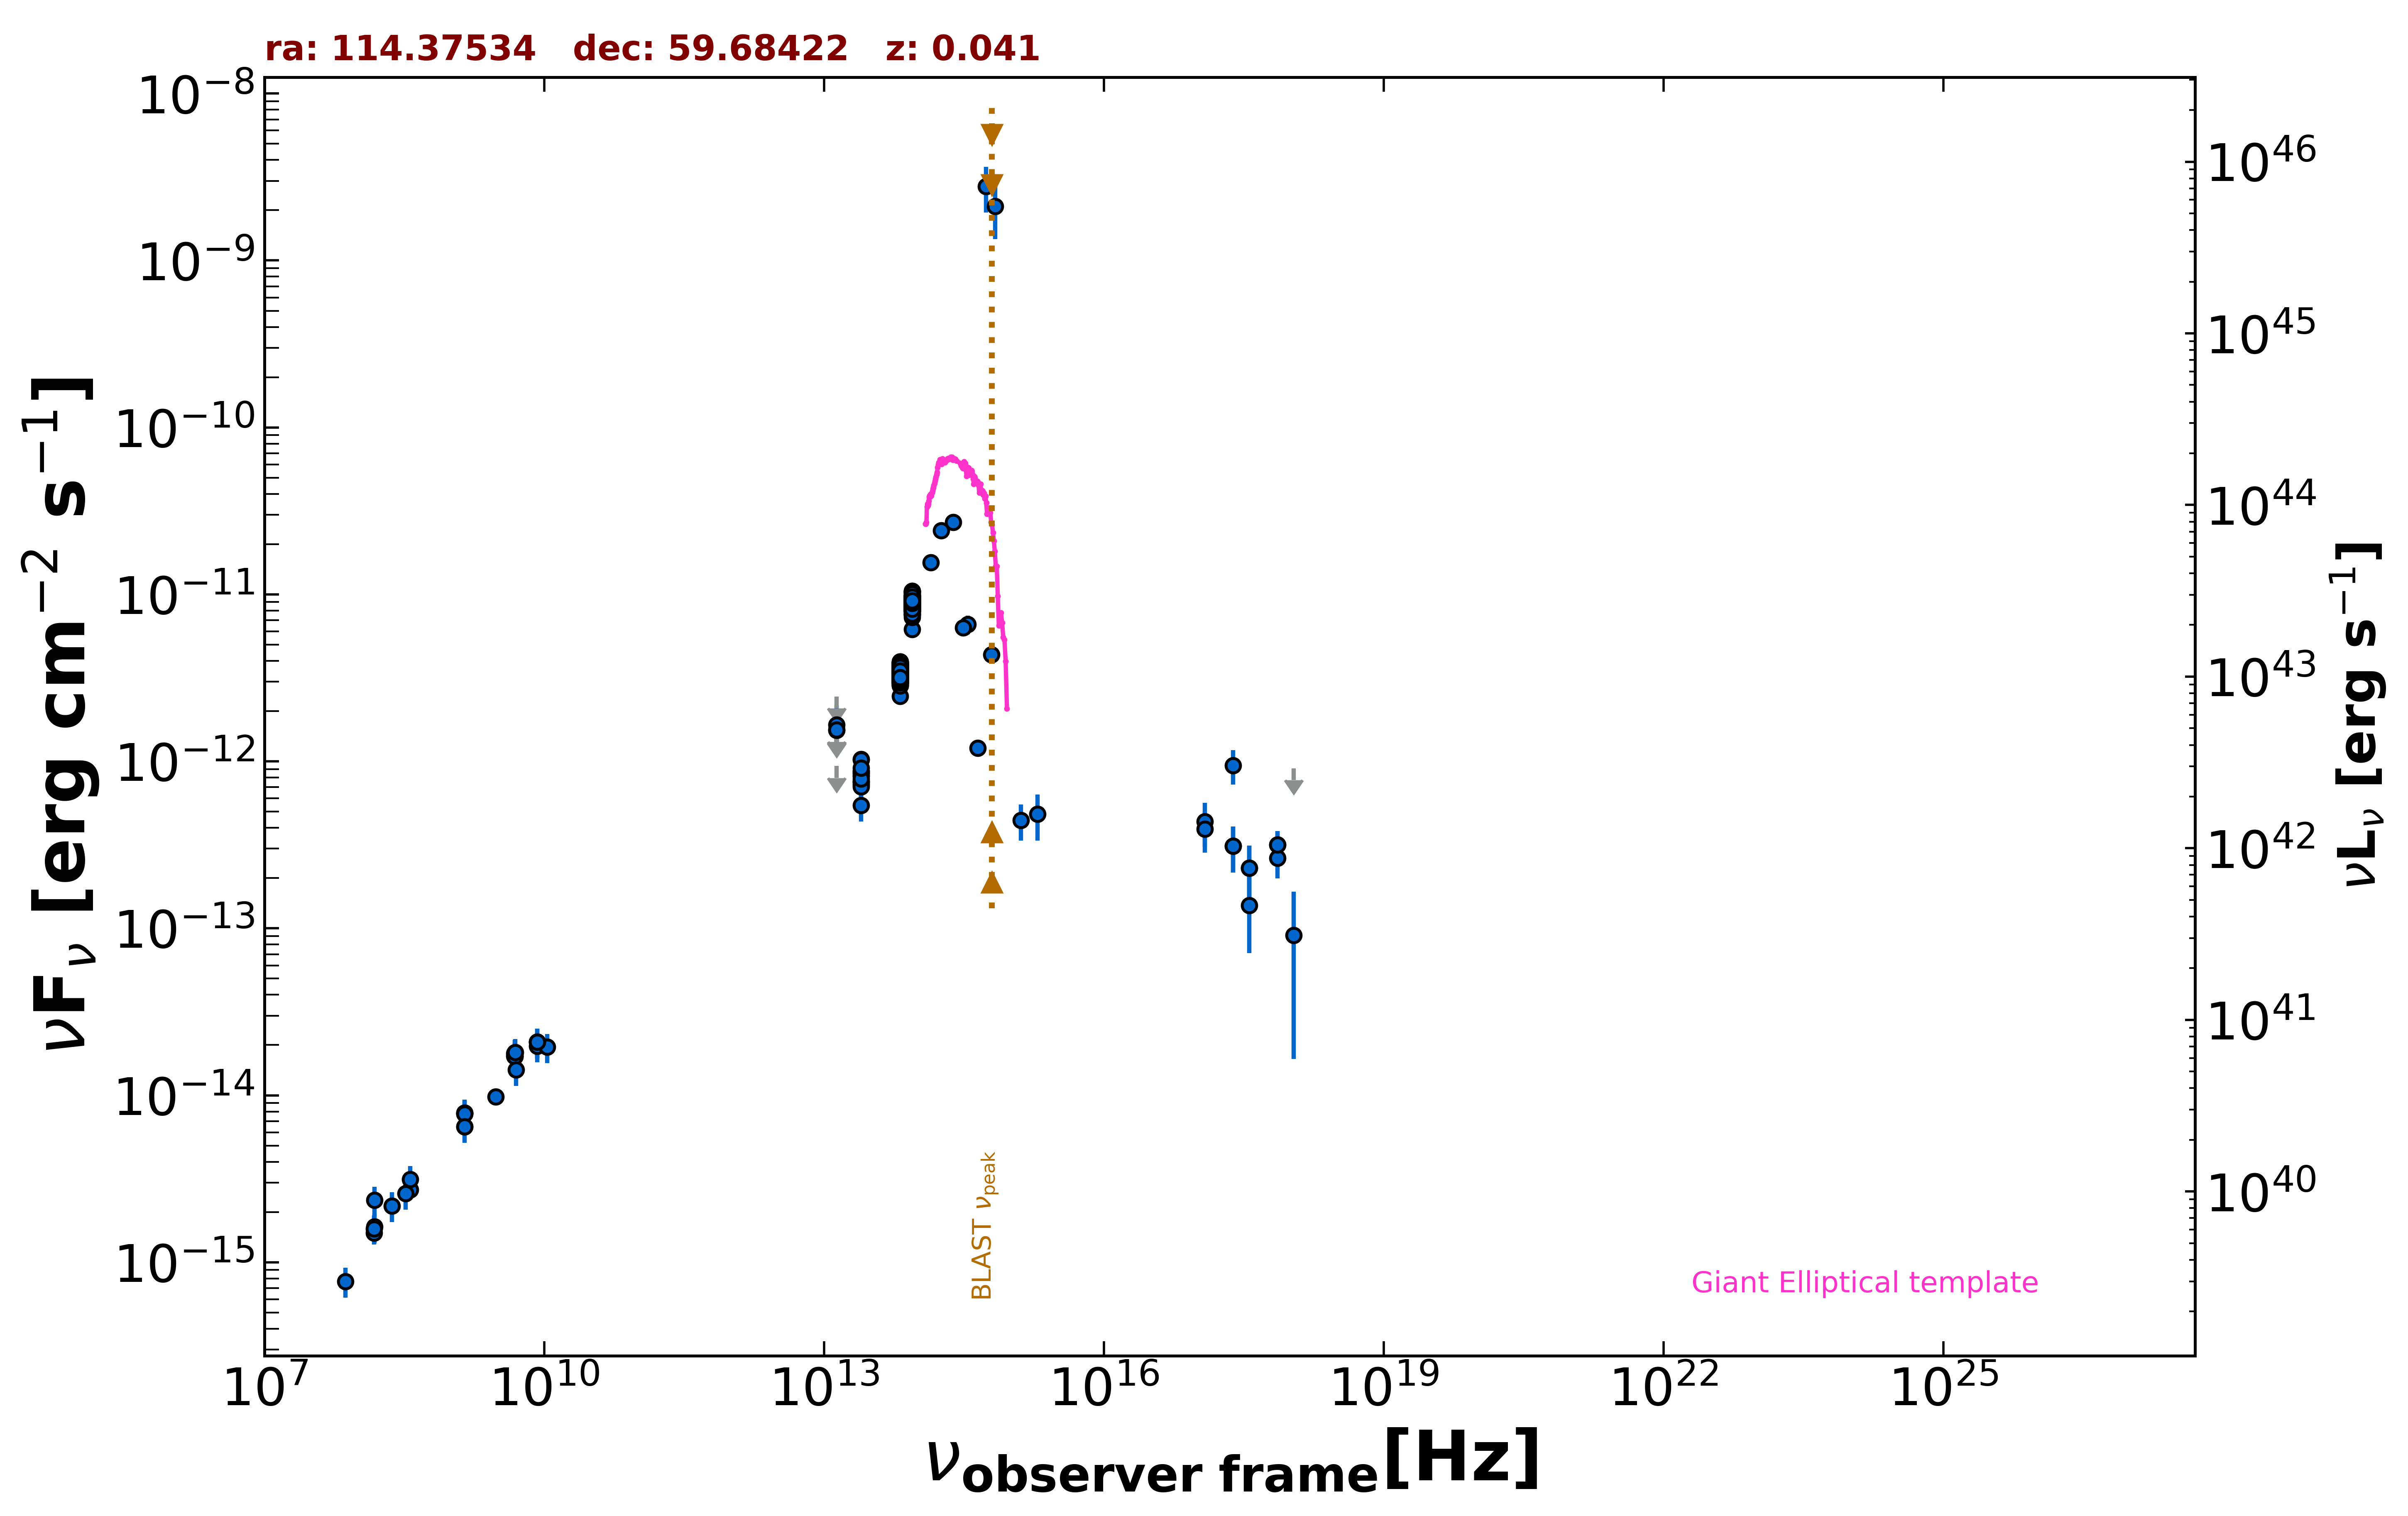 ra: 114.37534 dec: 59.68422 z: 0.041
10⁻⁸
10⁻⁹
10⁻¹⁰
10⁻¹¹
10⁻¹²
10⁻¹³
10⁻¹⁴
10⁻¹⁵
νF_ν [erg cm⁻² s⁻¹]
10⁴⁶
10⁴⁵
10⁴⁴
10⁴³
10⁴²
10⁴¹
10⁴⁰
νL_ν [erg s⁻¹]
BLAST ν_peak
Giant Elliptical template
10⁷ 10¹⁰ 10¹³ 10¹⁶ 10¹⁹ 10²² 10²⁵
ν_observer frame [Hz]